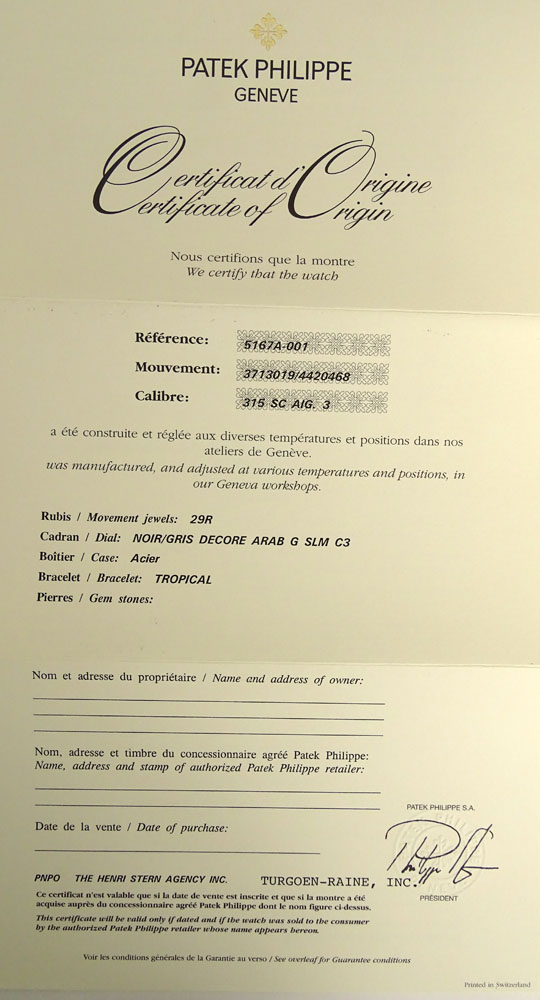 PATEK PHILIPPE
GENEVE
Certificat d'Origine
Certificate of Origin
Nous certifions que la montre
We certify that the watch
Référence: 5167A-001
Mouvement: 3713019/4420468
Calibre: 315 SC AIG. 3
a été construite et réglée aux diverses températures et positions dans nos
ateliers de Genève.
was manufactured, and adjusted at various temperatures and positions, in
our Geneva workshops.
Rubis / Movement jewels: 29R
Cadran / Dial: NOIR/GRIS DECORE ARAB G SLM C3
Boîtier / Case: Acier
Bracelet / Bracelet: TROPICAL
Pierres / Gem stones:
Nom et adresse du propriétaire / Name and address of owner:
Nom, adresse et timbre du concessionnaire agréé Patek Philippe:
Name, address and stamp of authorized Patek Philippe retailer:
PATEK PHILIPPE S.A.
Date de la vente / Date of purchase:
PNPO THE HENRI STERN AGENCY INC. TURGOEN-RAINE, INC.
PRÉSIDENT
Ce certificat n'est valable que si la date de vente est inscrite et que si la montre a été
acquise auprès du concessionnaire agréé Patek Philippe dont le nom figure ci-dessus.
This certificate will be valid only if dated and if the watch was sold to the consumer
by the authorized Patek Philippe retailer whose name appears hereon.
Voir les conditions générales de la Garantie au verso / See overleaf for Guarantee conditions
Printed in Switzerland